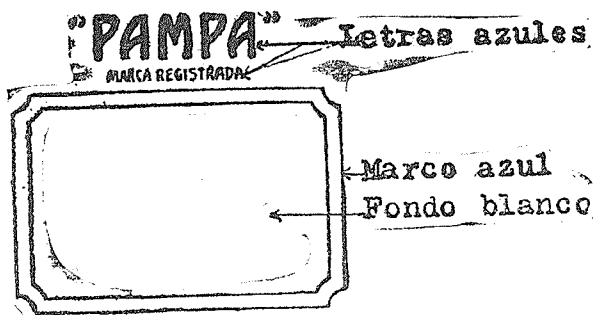 "PAMPA"
Letras azules
MARCA REGISTRADA
Marco azul
Fondo blanco